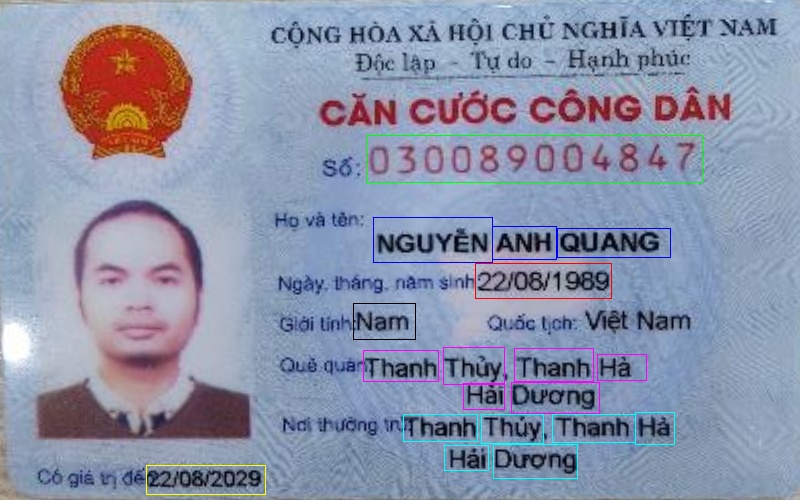 CỘNG HÒA XÃ HỘI CHỦ NGHĨA VIỆT NAM
Độc lập - Tự do - Hạnh phúc
CĂN CƯỚC CÔNG DÂN
Số: 030089004847
Họ và tên:
NGUYỄN ANH QUANG
Ngày, tháng, năm sinh 22/08/1989
Giới tính: Nam Quốc tịch: Việt Nam
Quê quán Thanh Thủy, Thanh Hà
Hải Dương
Nơi thường trú Thanh Thủy, Thanh Hà
Hải Dương
Có giá trị đến 22/08/2029